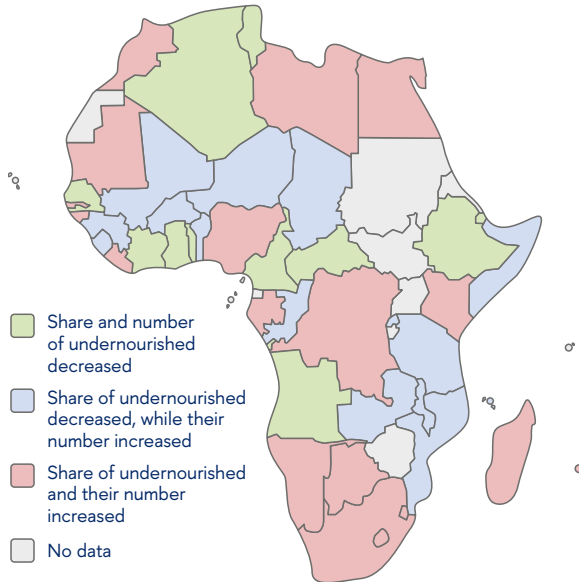 Share and number
of undernourished
decreased
Share of undernourished
decreased, while their
number increased
Share of undernourished
and their number
increased
No data